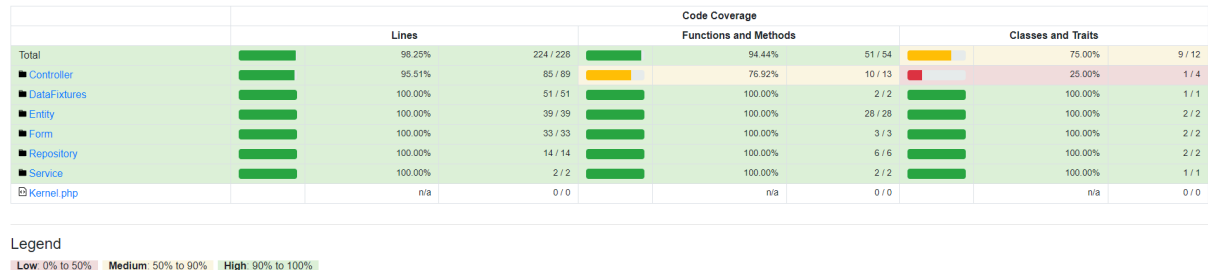 Code Coverage
Lines Functions and Methods Classes and Traits
Total 98.25% 224 / 228 94.44% 51 / 54 75.00% 9 / 12
Controller 95.51% 85 / 89 76.92% 10 / 13 25.00% 1 / 4
DataFixtures 100.00% 51 / 51 100.00% 2 / 2 100.00% 1 / 1
Entity 100.00% 39 / 39 100.00% 28 / 28 100.00% 2 / 2
Form 100.00% 33 / 33 100.00% 3 / 3 100.00% 2 / 2
Repository 100.00% 14 / 14 100.00% 6 / 6 100.00% 2 / 2
Service 100.00% 2 / 2 100.00% 2 / 2 100.00% 1 / 1
Kernel.php n/a 0 / 0 n/a 0 / 0 n/a 0 / 0
Legend
Low: 0% to 50% Medium: 50% to 90% High: 90% to 100%